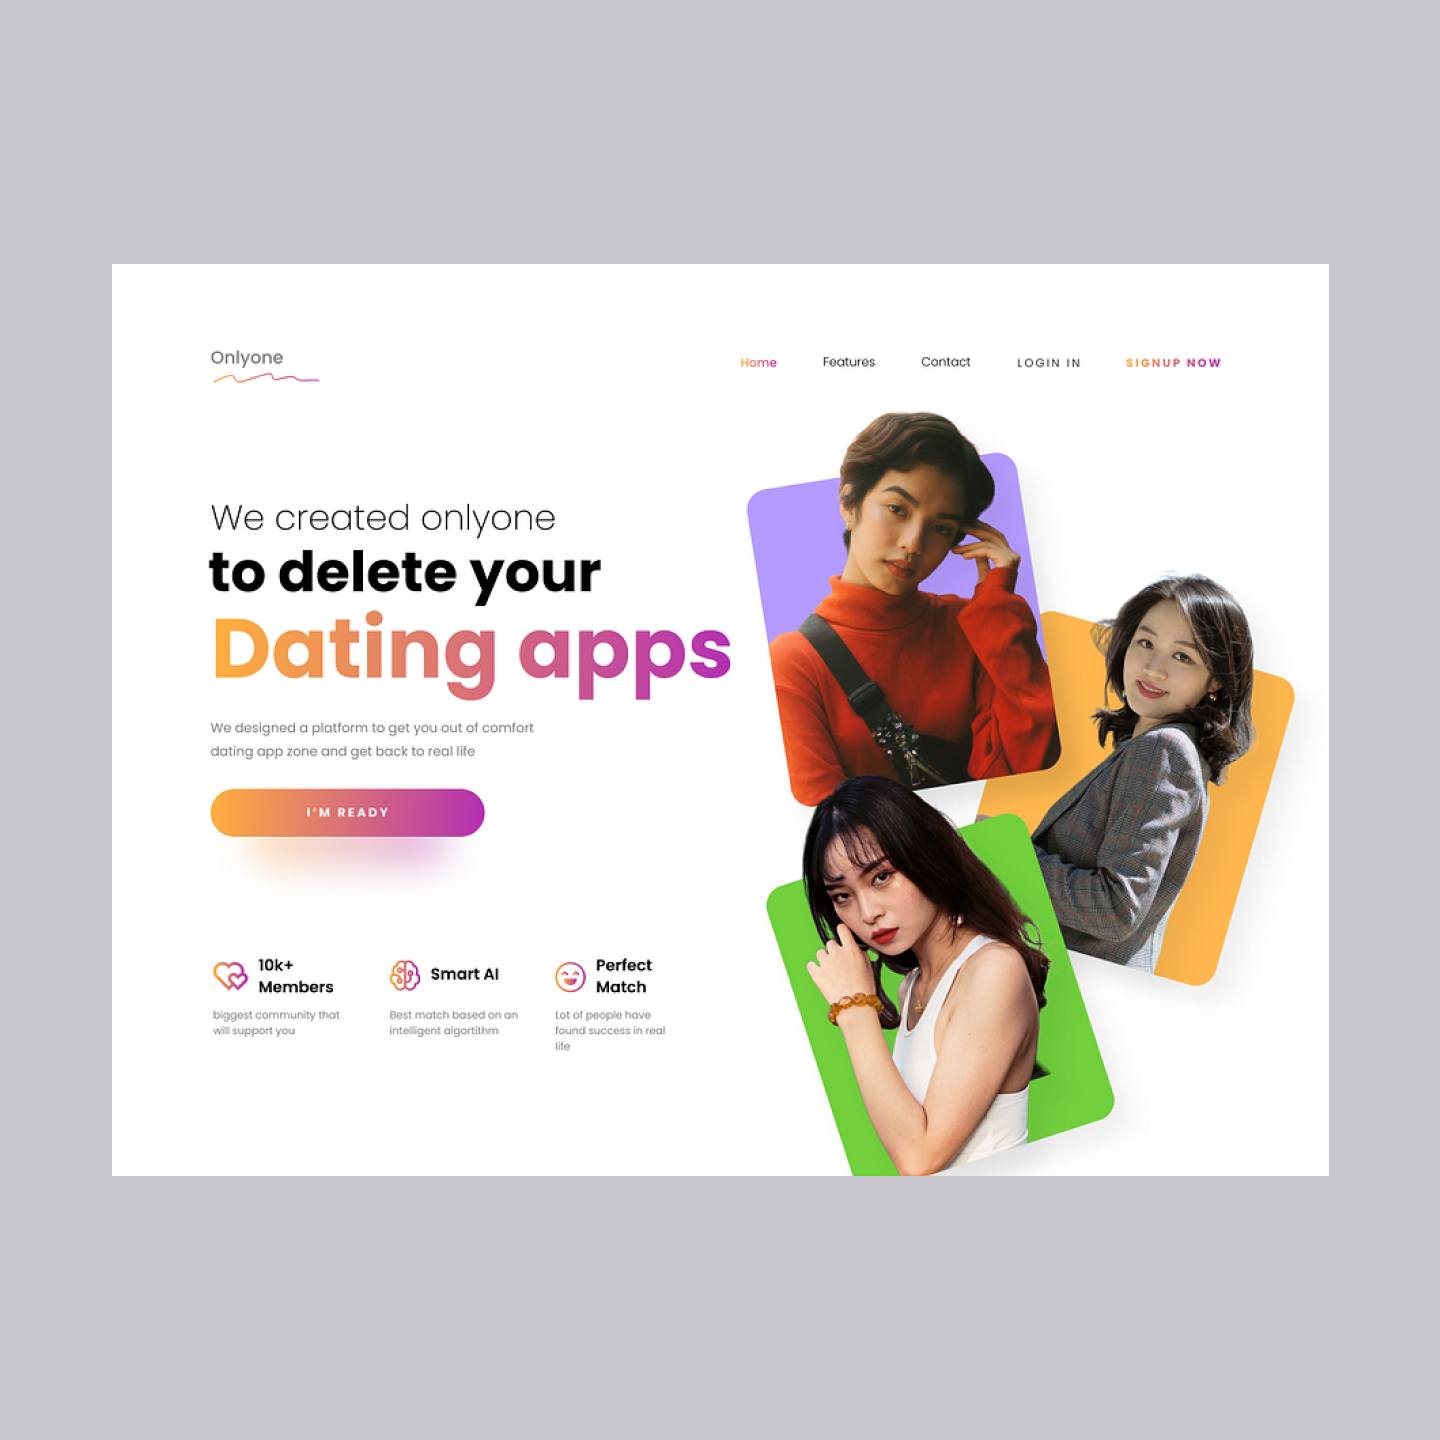 Onlyone
Home Features Contact LOGIN IN SIGNUP NOW
We created onlyone
to delete your
Dating apps
We designed a platform to get you out of comfort
dating app zone and get back to real life
I'M READY
10k+
Members
biggest community that
will support you
Smart AI
Best match based on an
intelligent algortithm
Perfect
Match
Lot of people have
found success in real
life